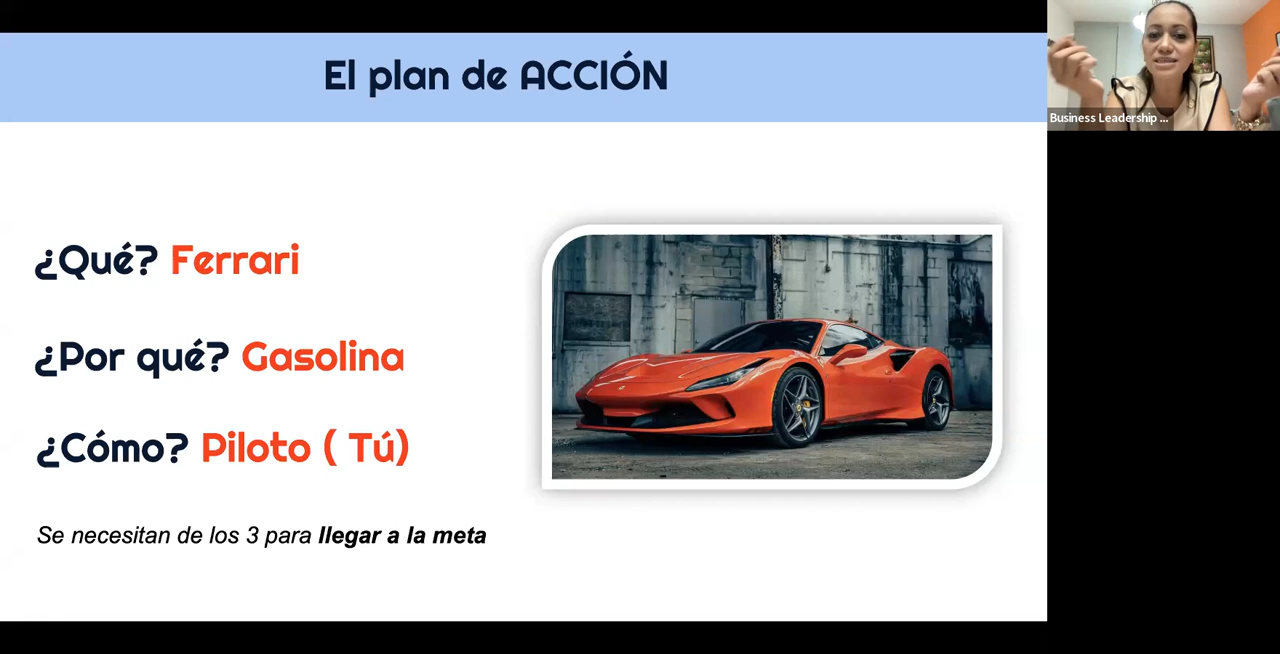 El plan de ACCIÓN
Business Leadership ...
¿Qué? Ferrari
¿Por qué? Gasolina
¿Cómo? Piloto ( Tú)
Se necesitan de los 3 para llegar a la meta